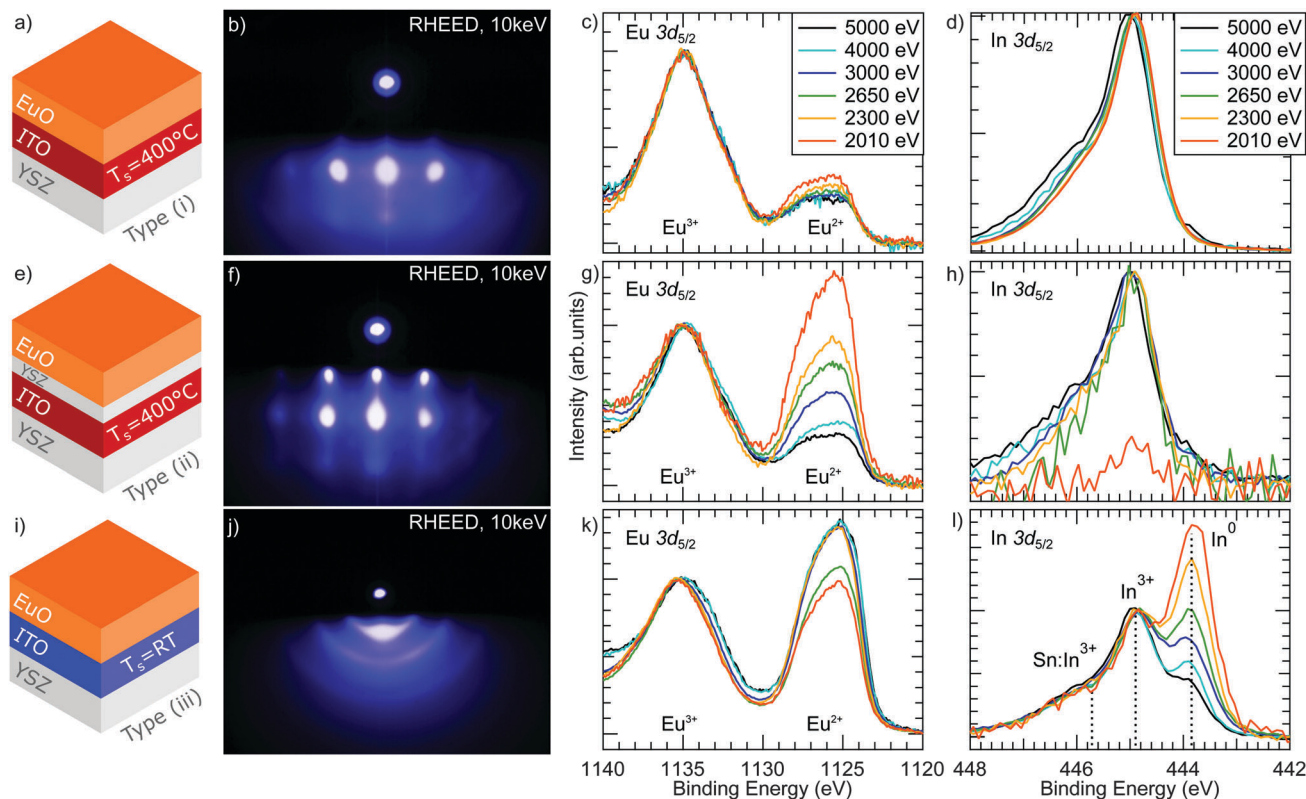 a)
EuO
ITO
YSZ
Tₛ=400°C
Type (i)
b)
RHEED, 10keV
c)
Eu 3d₅/₂
5000 eV
4000 eV
3000 eV
2650 eV
2300 eV
2010 eV
Eu³⁺
Eu²⁺
d)
In 3d₅/₂
5000 eV
4000 eV
3000 eV
2650 eV
2300 eV
2010 eV
e)
EuO
YSZ
ITO
YSZ
Tₛ=400°C
Type (ii)
f)
RHEED, 10keV
Intensity (arb.units)
g)
Eu 3d₅/₂
Eu³⁺
Eu²⁺
h)
In 3d₅/₂
i)
EuO
ITO
YSZ
Tₛ=RT
Type (iii)
j)
RHEED, 10keV
k)
Eu 3d₅/₂
Eu³⁺
Eu²⁺
1140 1135 1130 1125 1120
Binding Energy (eV)
l)
In 3d₅/₂
In⁰
In³⁺
Sn:In³⁺
448 446 444 442
Binding Energy (eV)